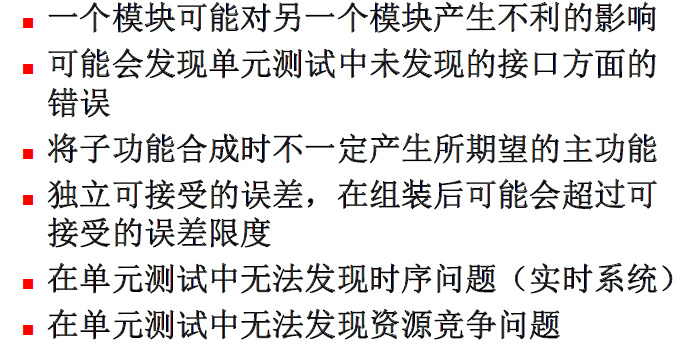 一个模块可能对另一个模块产生不利的影响
可能会发现单元测试中未发现的接口方面的
错误
将子功能合成时不一定产生所期望的主功能
独立可接受的误差，在组装后可能会超过可
接受的误差限度
在单元测试中无法发现时序问题（实时系统）
在单元测试中无法发现资源竞争问题